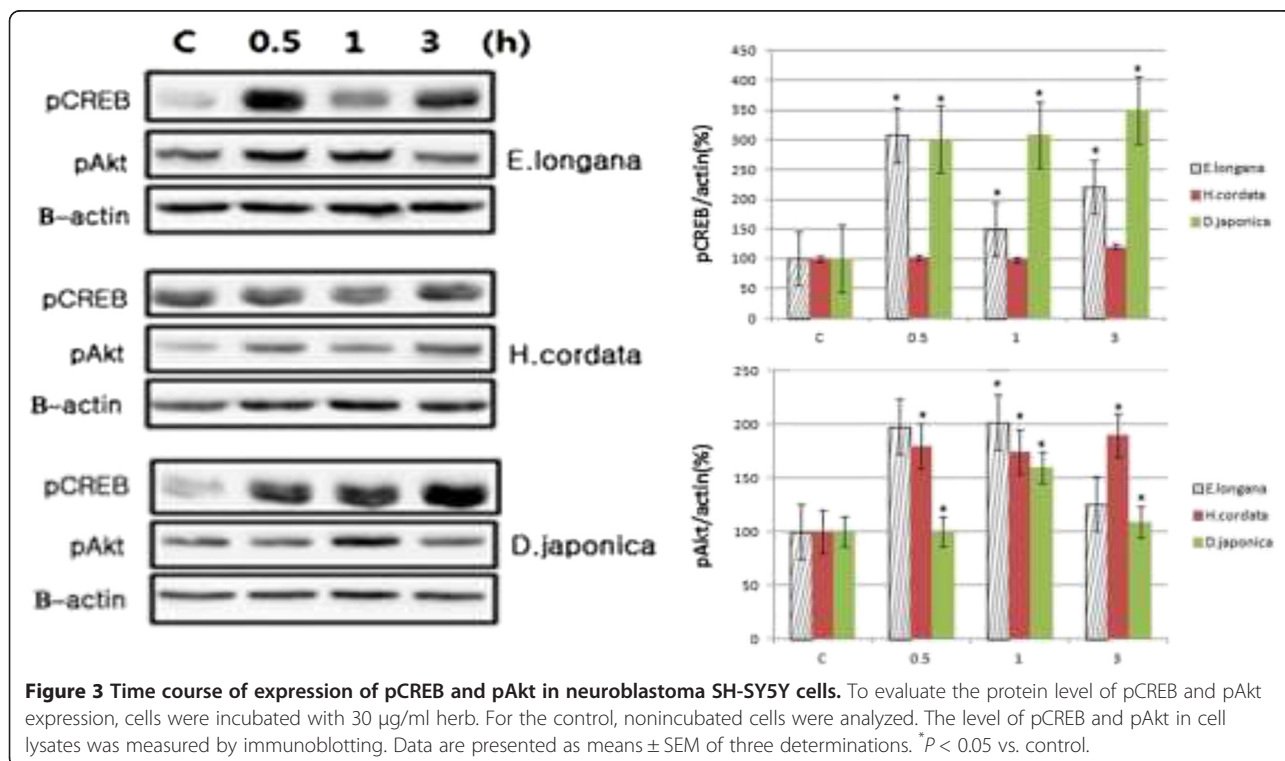 C 0.5 1 3 (h)
pCREB
pAkt
B-actin
E.longana
pCREB
pAkt
B-actin
H.cordata
pCREB
pAkt
B-actin
D.japonica
pCREB/actin(%)
450
400
350
300
250
200
150
100
50
0
C 0.5 1 3
* * * * *
E.longana
H.cordata
D.japonica
pAkt/actin(%)
250
200
150
100
50
0
C 0.5 1 3
* * * * * * *
E.longana
H.cordata
D.japonica
Figure 3 Time course of expression of pCREB and pAkt in neuroblastoma SH-SY5Y cells. To evaluate the protein level of pCREB and pAkt
expression, cells were incubated with 30 µg/ml herb. For the control, nonincubated cells were analyzed. The level of pCREB and pAkt in cell
lysates was measured by immunoblotting. Data are presented as means ± SEM of three determinations. *P < 0.05 vs. control.